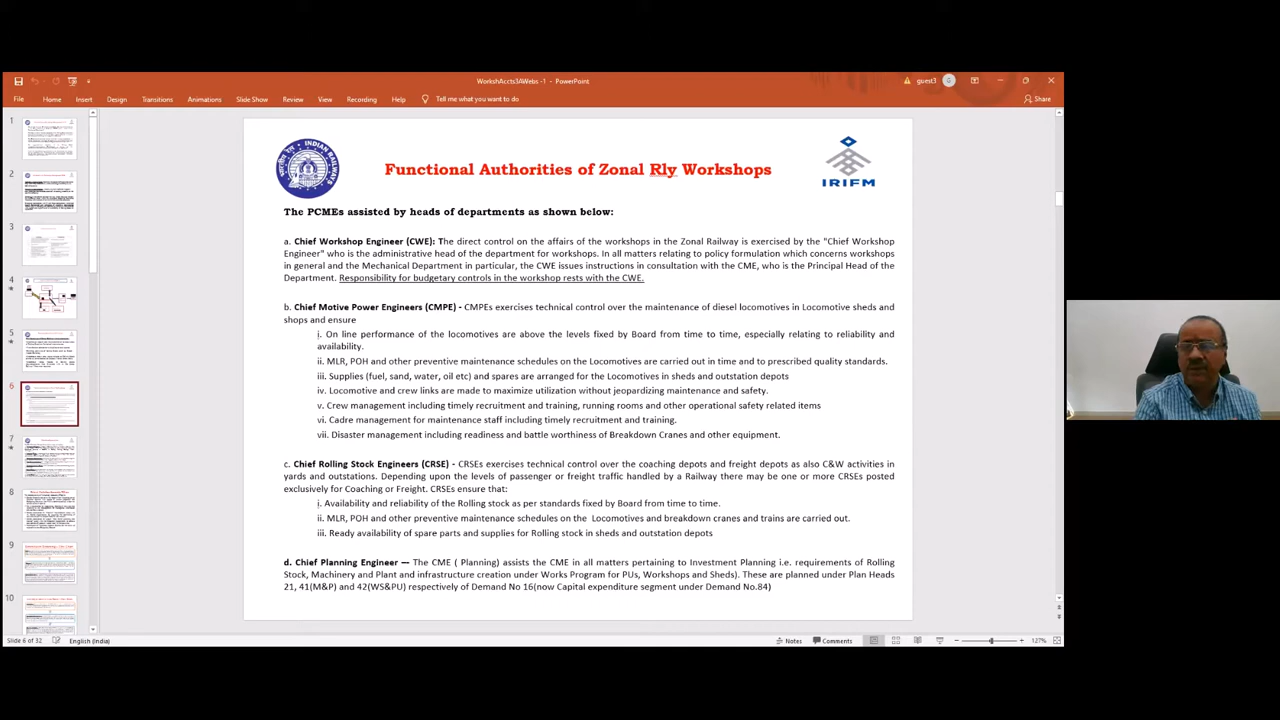 WorkshAccts3AWebs -1 - PowerPoint
guest3
G
File Home Insert Design Transitions Animations Slide Show Review View Recording Help Tell me what you want to do
Share
1
2
3
4
5
6
7
8
9
10
INDIAN
IRIFM
Functional Authorities of Zonal Rly Workshops
The PCMEs assisted by heads of departments as shown below:
a. Chief Workshop Engineer (CWE): The direct control on the affairs of the workshops in the Zonal Railway is exercised by the "Chief Workshop
Engineer" who is the administrative head of the department for workshops. In all matters relating to policy formulation which concerns workshops
in general and the Mechanical Department in particular, the CWE issues instructions in consultation with the CME, who is the Principal Head of the
Department. Responsibility for budgetary controls in the workshop rests with the CWE.
b. Chief Motive Power Engineers (CMPE) - CMPEs exercises technical control over the maintenance of diesel locomotives in Locomotive sheds and
shops and ensure
i. On line performance of the locomotives are above the levels fixed by Board from time to time especially relating to reliability and
availability.
ii. MLR, POH and other preventive maintenance schedules on the Locomotives are carried out in time and to prescribed quality standards.
iii. Supplies (fuel, sand, water, oil etc) and spares are arranged for the Locomotives in sheds and outstation depots
iv. Locomotive and crew links are made to maximize utilization without jeopardizing maintenance and safety.
v. Crew management including timely recruitment and training, running rooms and other operational safety related items
vi. Cadre management for maintenance staff including timely recruitment and training.
vii. Disaster management including readiness and battle worthiness of Breakdown Cranes and other equipment.
c. Chief Rolling Stock Engineers (CRSE) - CRSEs exercises technical control over the coaching depots and freight depots as also C&W activities in
yards and outstations. Depending upon the levels of passenger or freight traffic handled by a Railway there may be one or more CRSEs posted
exclusively for Coaching or Freight. CRSEs ensure that:
i. Availability and reliability of the Rolling stock as per standards fixed by Board from time to time.
ii. MLR, POH and other preventive maintenance schedules on the Locomotives and breakdown cranes and trains are carried out.
iii. Ready availability of spare parts and supplies for Rolling stock in sheds and outstation depots
d. Chief Planning Engineer — The CME ( Planning) assists the CME in all matters pertaining to Investment Planning i.e. requirements of Rolling
Stock, Machinery and Plant and infrastructure creation under Works Program for PUs, Workshops and Sheds). These are planned under Plan Heads
21, 41(M&P) and 42(WS&PU) respectively of Demand No 16(now Capital expenditure segment under Demand No.84)
Slide 6 of 32 English (India) Notes Comments 127%